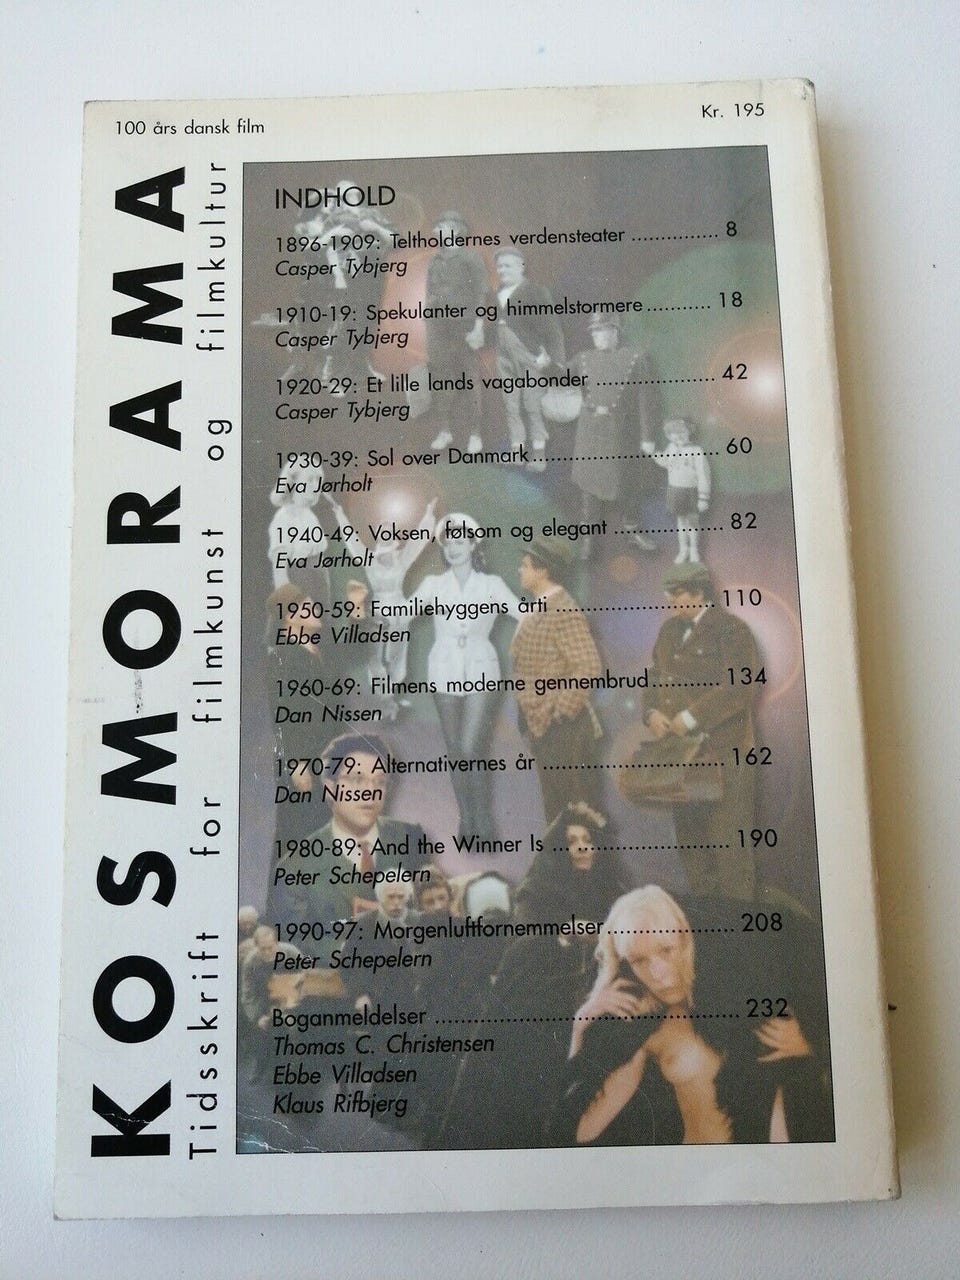 100 års dansk film
Kr. 195
KOSMORAMA
Tidsskrift for filmkunst og filmkultur
INDHOLD
1896-1909: Teltholdernes verdensteater ............... 8
Casper Tybjerg
1910-19: Spekulanter og himmelstormere........... 18
Casper Tybjerg
1920-29: Et lille lands vagabonder .................... 42
Casper Tybjerg
1930-39: Sol over Danmark................................ 60
Eva Jørholt
1940-49: Voksen, følsom og elegant .................. 82
Eva Jørholt
1950-59: Familiehyggens årti ........................... 110
Ebbe Villadsen
1960-69: Filmens moderne gennembrud........... 134
Dan Nissen
1970-79: Alternativernes år ............................. 162
Dan Nissen
1980-89: And the Winner Is ... ......................... 190
Peter Schepelern
1990-97: Morgenluftfornemmelser.................... 208
Peter Schepelern
Boganmeldelser ................................................ 232
Thomas C. Christensen
Ebbe Villadsen
Klaus Rifbjerg